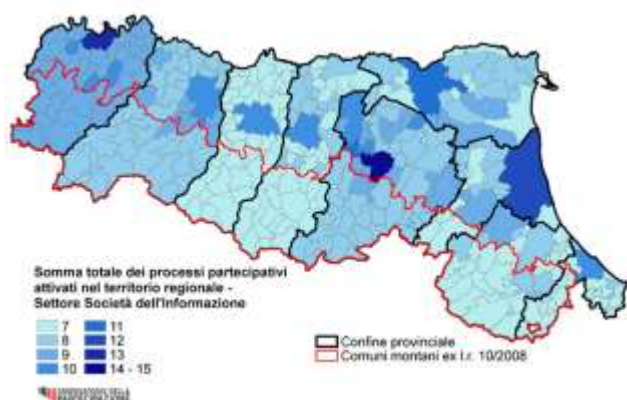 Somma totale dei processi partecipativi
attivati nel territorio regionale -
Settore Società dell'Informazione
7
8
9
10
11
12
13
14 - 15
Confine provinciale
Comuni montani ex l.r. 10/2008